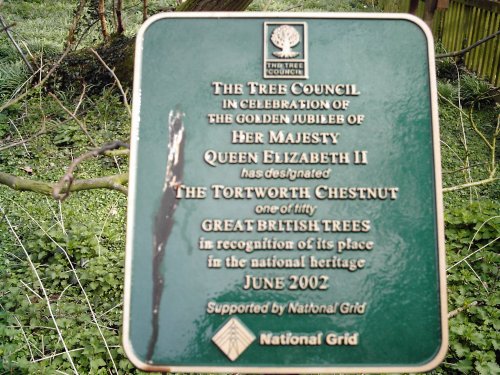 THE TREE
COUNCIL
THE TREE COUNCIL
IN CELEBRATION OF
THE GOLDEN JUBILEE OF
HER MAJESTY
QUEEN ELIZABETH II
has designated
THE TORTWORTH CHESTNUT
one of fifty
GREAT BRITISH TREES
in recognition of its place
in the national heritage
JUNE 2002
Supported by National Grid
National Grid